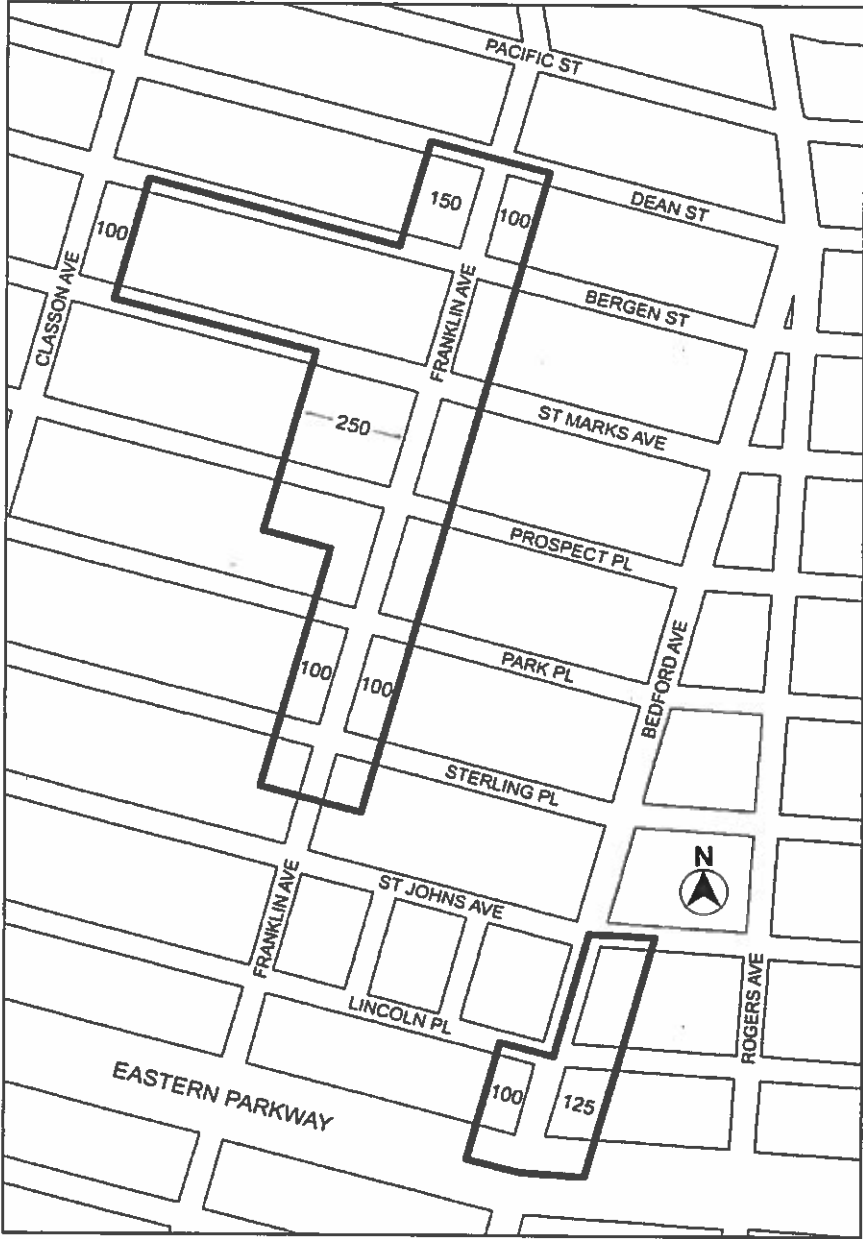 PACIFIC ST
150
100
DEAN ST
100
CLASSON AVE
FRANKLIN AVE
BERGEN ST
250
ST MARKS AVE
PROSPECT PL
PARK PL
100
100
BEDFORD AVE
STERLING PL
N
ST JOHNS AVE
FRANKLIN AVE
ROGERS AVE
LINCOLN PL
EASTERN PARKWAY
100
125